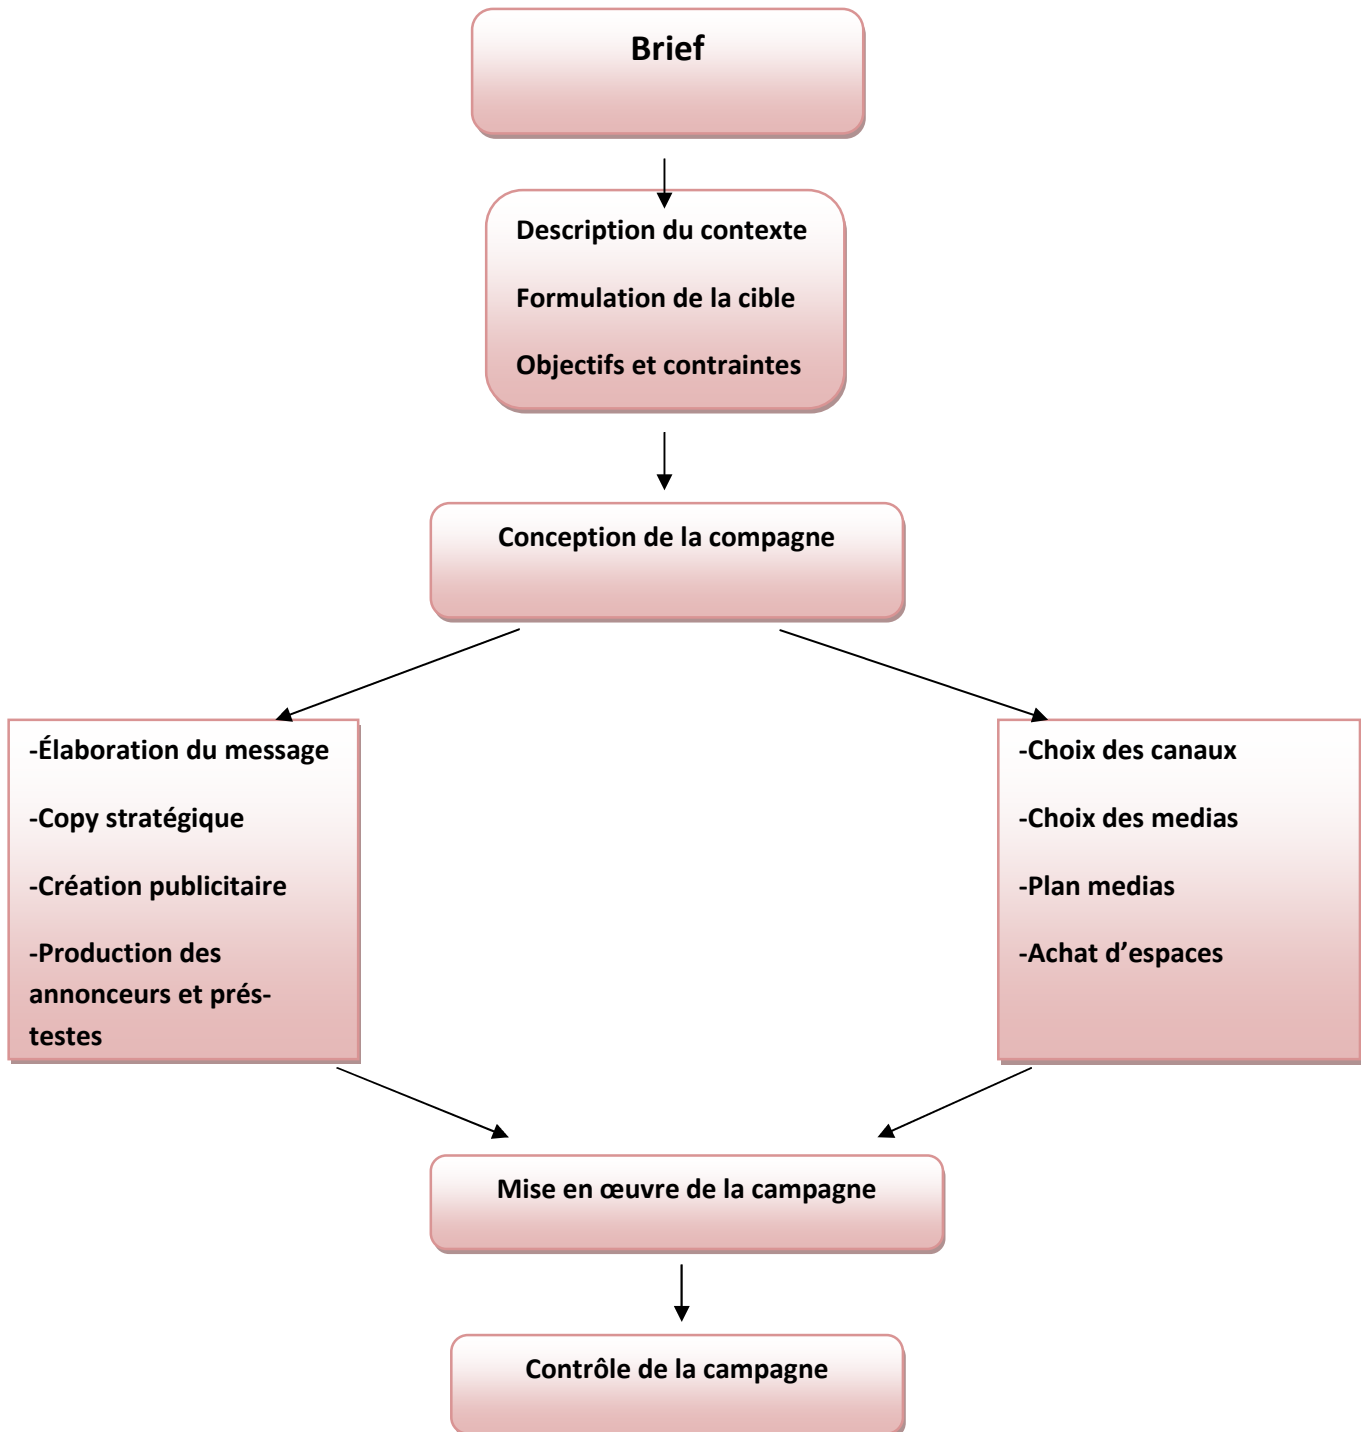 Brief
Description du contexte
Formulation de la cible
Objectifs et contraintes
Conception de la compagne
-Élaboration du message
-Copy stratégique
-Création publicitaire
-Production des
annonceurs et prés-
testes
-Choix des canaux
-Choix des medias
-Plan medias
-Achat d’espaces
Mise en œuvre de la campagne
Contrôle de la campagne